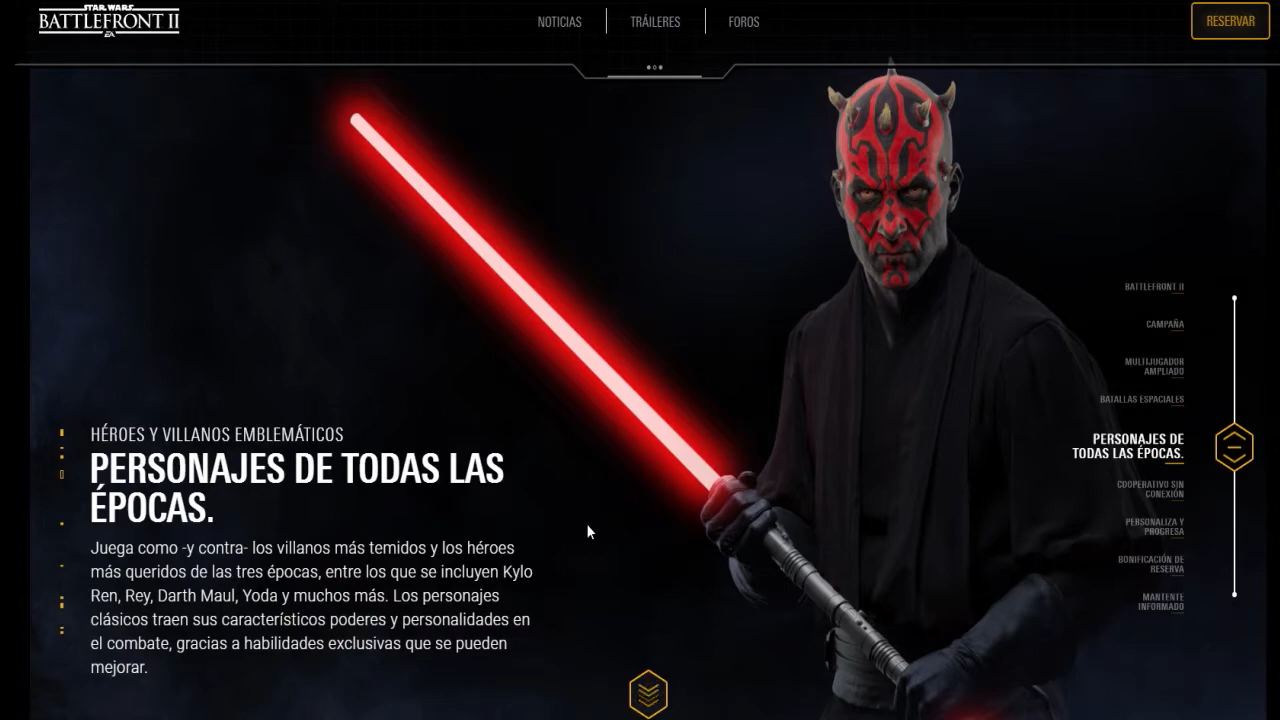 STAR WARS
BATTLEFRONT II
EA
NOTICIAS
TRÁILERES
FOROS
RESERVAR
HÉROES Y VILLANOS EMBLEMÁTICOS
PERSONAJES DE TODAS LAS
ÉPOCAS.
Juega como -y contra- los villanos más temidos y los héroes
más queridos de las tres épocas, entre los que se incluyen Kylo
Ren, Rey, Darth Maul, Yoda y muchos más. Los personajes
clásicos traen sus característicos poderes y personalidades en
el combate, gracias a habilidades exclusivas que se pueden
mejorar.
BATTLEFRONT II
CAMPAÑA
MULTIJUGADOR
AMPLIADO
BATALLAS ESPACIALES
PERSONAJES DE
TODAS LAS ÉPOCAS.
COOPERATIVO SIN
CONEXIÓN
PERSONALIZA Y
PROGRESA
BONIFICACIÓN DE
RESERVA
MANTENTE
INFORMADO